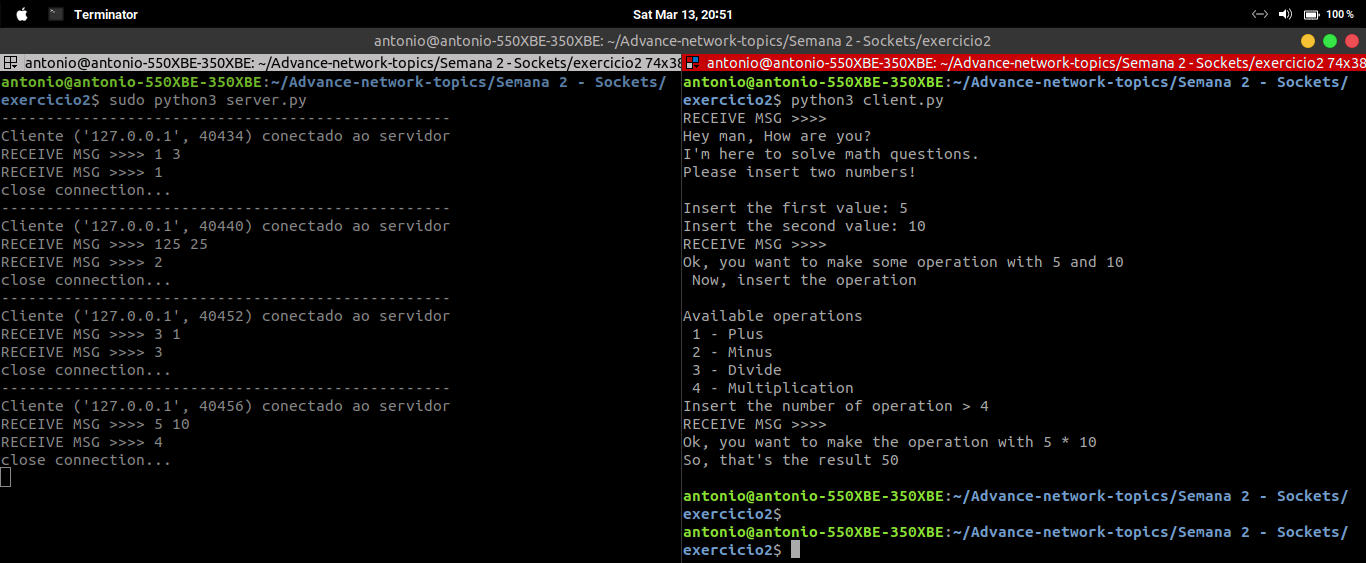 Terminator
Sat Mar 13, 20:51
100 %
antonio@antonio-550XBE-350XBE: ~/Advance-network-topics/Semana 2 - Sockets/exercicio2
antonio@antonio-550XBE-350XBE: ~/Advance-network-topics/Semana 2 - Sockets/exercicio2 74x38
antonio@antonio-550XBE-350XBE:~/Advance-network-topics/Semana 2 - Sockets/
exercicio2$ sudo python3 server.py
--------------------------------------------------
Cliente ('127.0.0.1', 40434) conectado ao servidor
RECEIVE MSG >>>> 1 3
RECEIVE MSG >>>> 1
close connection...
--------------------------------------------------
Cliente ('127.0.0.1', 40440) conectado ao servidor
RECEIVE MSG >>>> 125 25
RECEIVE MSG >>>> 2
close connection...
--------------------------------------------------
Cliente ('127.0.0.1', 40452) conectado ao servidor
RECEIVE MSG >>>> 3 1
RECEIVE MSG >>>> 3
close connection...
--------------------------------------------------
Cliente ('127.0.0.1', 40456) conectado ao servidor
RECEIVE MSG >>>> 5 10
RECEIVE MSG >>>> 4
close connection...
antonio@antonio-550XBE-350XBE: ~/Advance-network-topics/Semana 2 - Sockets/exercicio2 74x38
antonio@antonio-550XBE-350XBE:~/Advance-network-topics/Semana 2 - Sockets/
exercicio2$ python3 client.py
RECEIVE MSG >>>>
Hey man, How are you?
I'm here to solve math questions.
Please insert two numbers!
Insert the first value: 5
Insert the second value: 10
RECEIVE MSG >>>>
Ok, you want to make some operation with 5 and 10
Now, insert the operation
Available operations
1 - Plus
2 - Minus
3 - Divide
4 - Multiplication
Insert the number of operation > 4
RECEIVE MSG >>>>
Ok, you want to make the operation with 5 * 10
So, that's the result 50
antonio@antonio-550XBE-350XBE:~/Advance-network-topics/Semana 2 - Sockets/
exercicio2$
antonio@antonio-550XBE-350XBE:~/Advance-network-topics/Semana 2 - Sockets/
exercicio2$